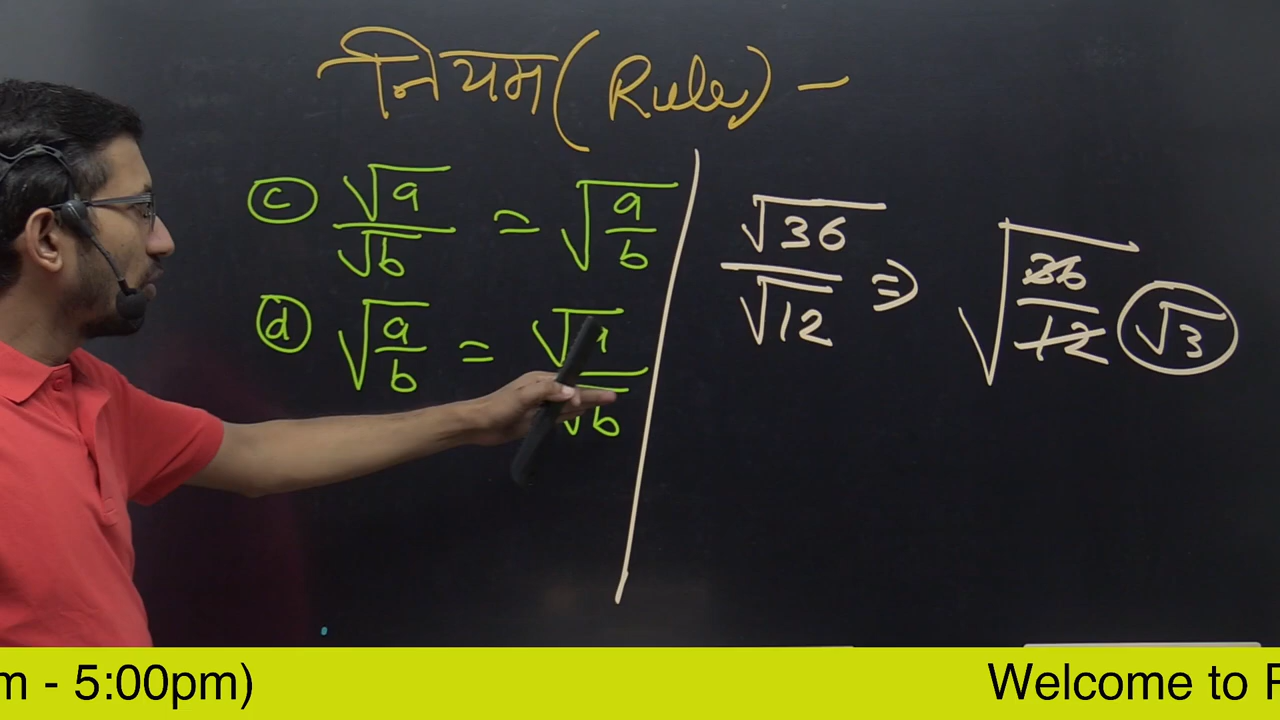 नियम (Rule) -
ⓒ √a/√b = √(a/b)
ⓓ √(a/b) = √a/√b
√36/√12 ⇒ √(36/12) √3
m - 5:00pm)
Welcome to